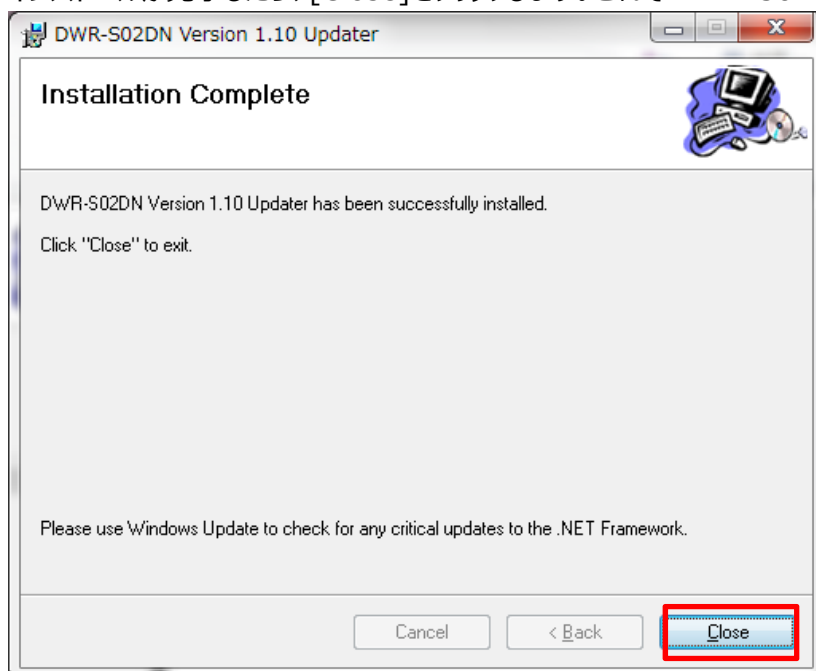 DWR-S02DN Version 1.10 Updater
Installation Complete
DWR-S02DN Version 1.10 Updater has been successfully installed.
Click "Close" to exit.
Please use Windows Update to check for any critical updates to the .NET Framework.
Cancel
< Back
Close